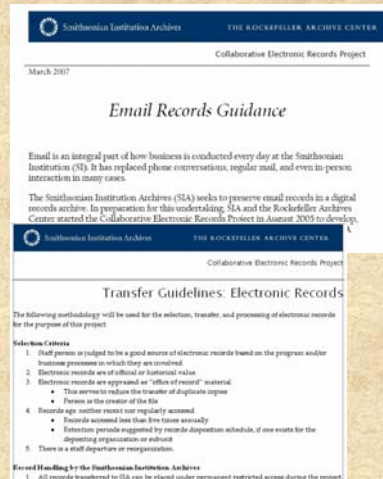 Smithsonian Institution Archives THE ROCKEFELLER ARCHIVE CENTER
Collaborative Electronic Records Project
March 2007
Email Records Guidance
Email is an integral part of how business is conducted every day at the Smithsonian
Institution (SI). It has replaced phone conversations, regular mail, and even in-person
interaction in many cases.
The Smithsonian Institution Archives (SIA) seeks to preserve email records in a digital
records archive. In preparation for this undertaking, SIA and the Rockefeller Archives
Center started the Collaborative Electronic Records Project in August 2005 to develop,
Smithsonian Institution Archives THE ROCKEFELLER ARCHIVE CENTER
Collaborative Electronic Records Project
Transfer Guidelines: Electronic Records
The following methodology will be used for the selection, transfer, and processing of electronic records
for the purpose of this project.
Selection Criteria
1. Staff person is judged to be a good source of electronic records based on the program and/or
business processes in which they are involved.
2. Electronic records are of official or historical value.
3. Electronic records are appraised as "office of record" material.
• This serves to reduce the transfer of duplicate copies
• Person is the creator of the file
4. Records age: neither recent nor regularly accessed.
• Records accessed less than five times annually
• Retention periods suggested by records disposition schedule, if one exists for the
depositing organization or subunit
5. There is a staff departure or reorganization.
Record Handling by the Smithsonian Institution Archives
1. All records transferred to SIA can be placed under permanent restricted access during the project